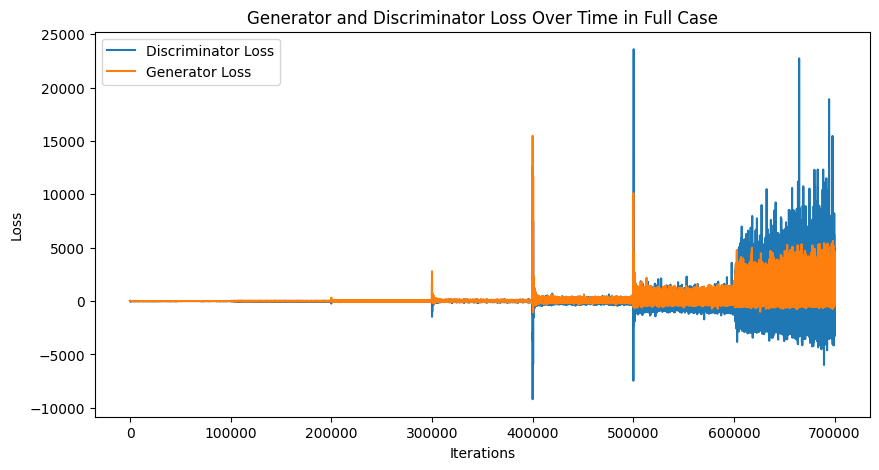 Generator and Discriminator Loss Over Time in Full Case
Discriminator Loss
Generator Loss
25000
20000
15000
10000
5000
0
−5000
−10000
Loss
0 100000 200000 300000 400000 500000 600000 700000
Iterations